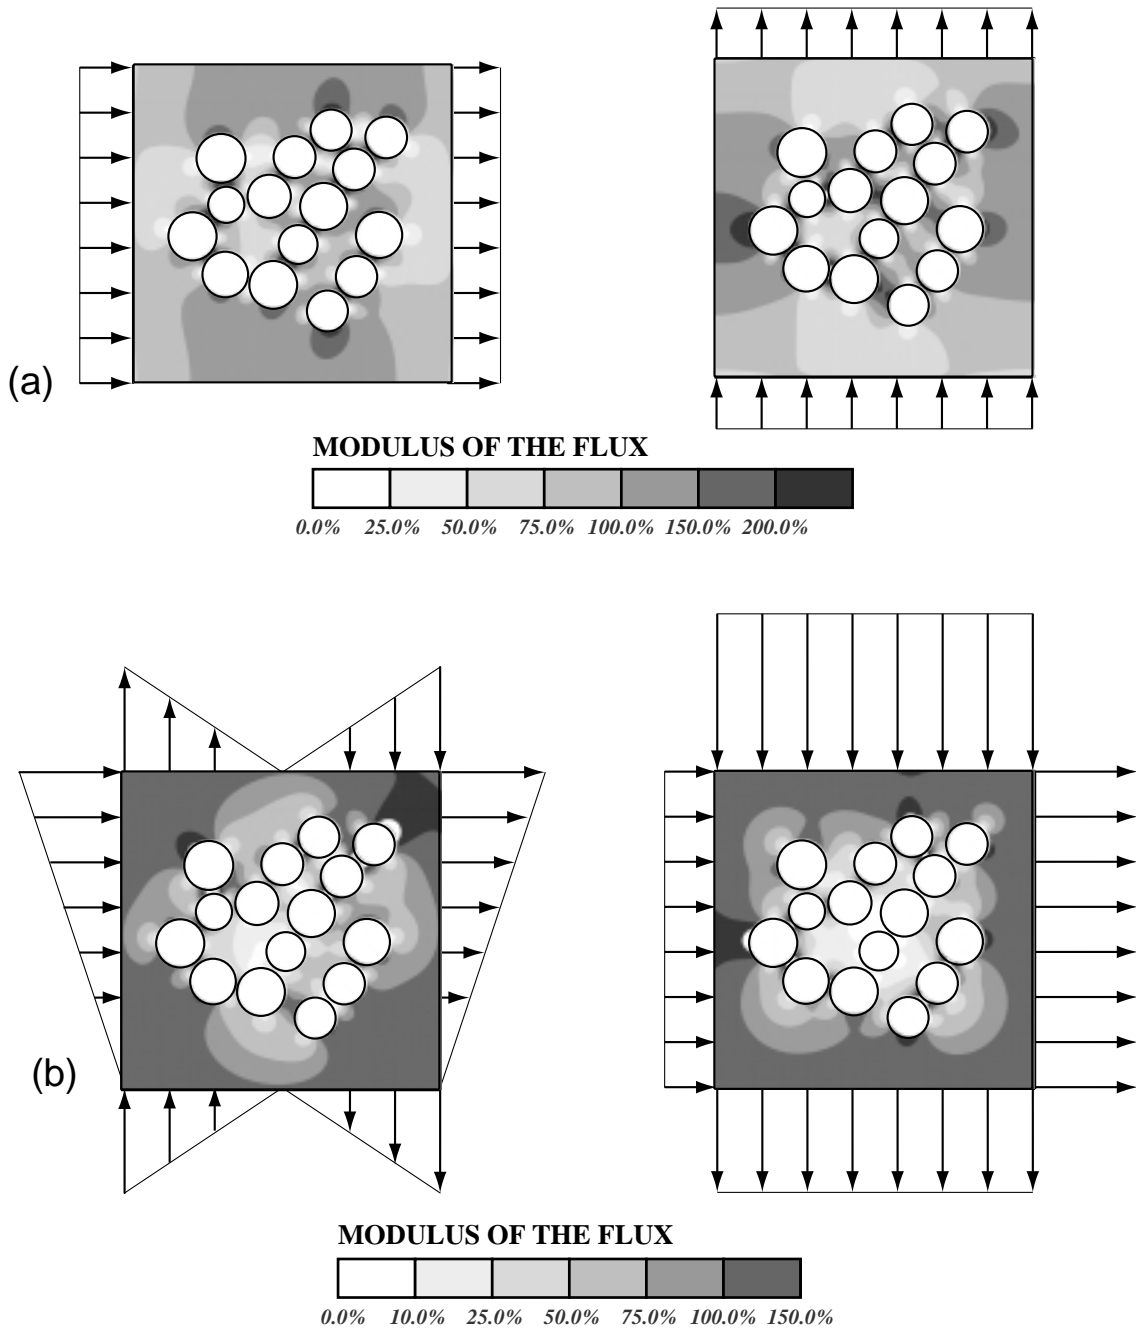 (a)
MODULUS OF THE FLUX
0.0% 25.0% 50.0% 75.0% 100.0% 150.0% 200.0%
(b)
MODULUS OF THE FLUX
0.0% 10.0% 25.0% 50.0% 75.0% 100.0% 150.0%